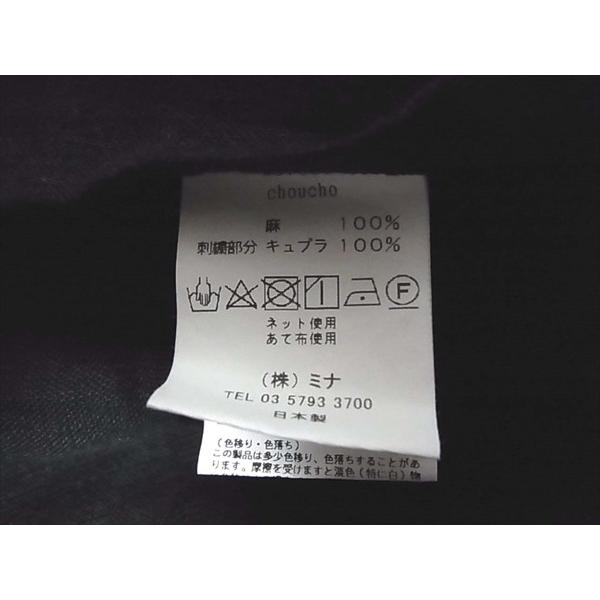 choucho
麻 100%
刺繍部分 キュプラ 100%
F
ネット使用
あて布使用
(株)ミナ
TEL 03 5793 3700
日本製
(色移り・色落ち)
この製品は多少色移り、色落ちすることがあ
ります。摩擦を受けますと濃色(特に白)物